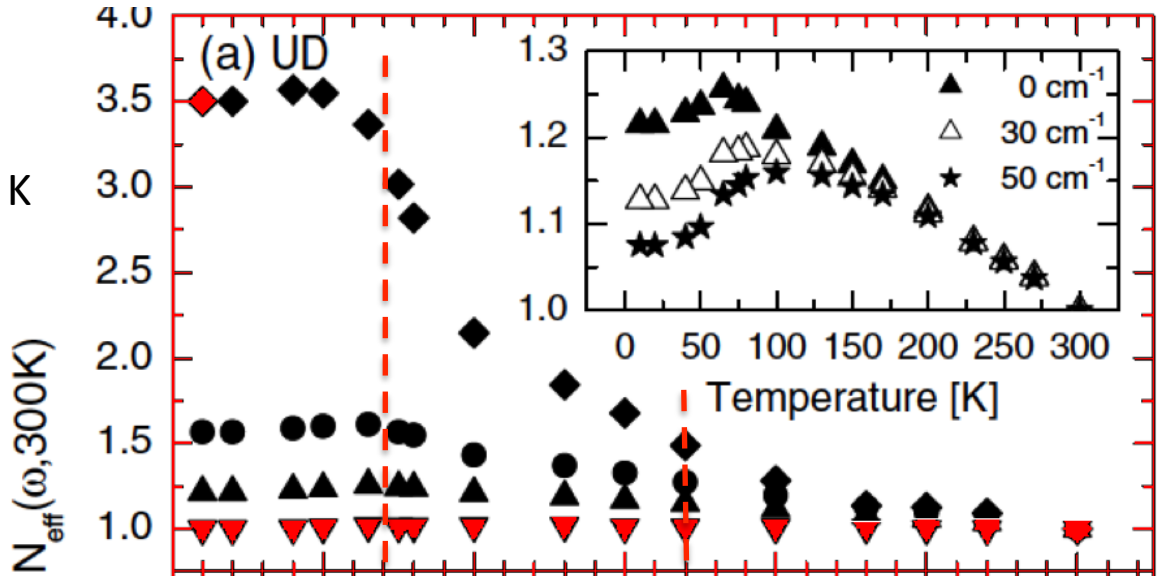 4.0
(a) UD
3.5
K
3.0
2.5
2.0
1.5
1.0
N_eff(ω,300K)
1.3
1.2
1.1
1.0
0 cm⁻¹
30 cm⁻¹
50 cm⁻¹
0 50 100 150 200 250 300
Temperature [K]